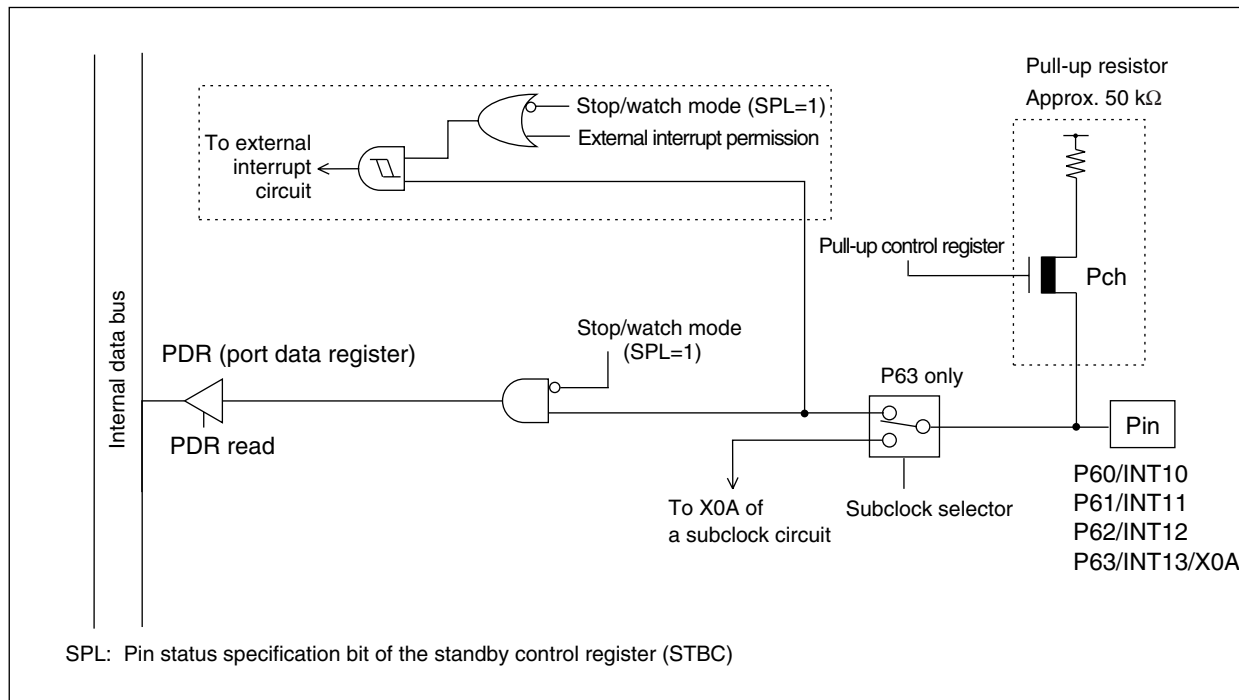 Pull-up resistor
Approx. 50 kΩ
Stop/watch mode (SPL=1)
External interrupt permission
To external
interrupt
circuit
Pull-up control register
Pch
Internal data bus
Stop/watch mode
(SPL=1)
PDR (port data register)
PDR read
P63 only
Pin
To X0A of
a subclock circuit
Subclock selector
P60/INT10
P61/INT11
P62/INT12
P63/INT13/X0A
SPL: Pin status specification bit of the standby control register (STBC)